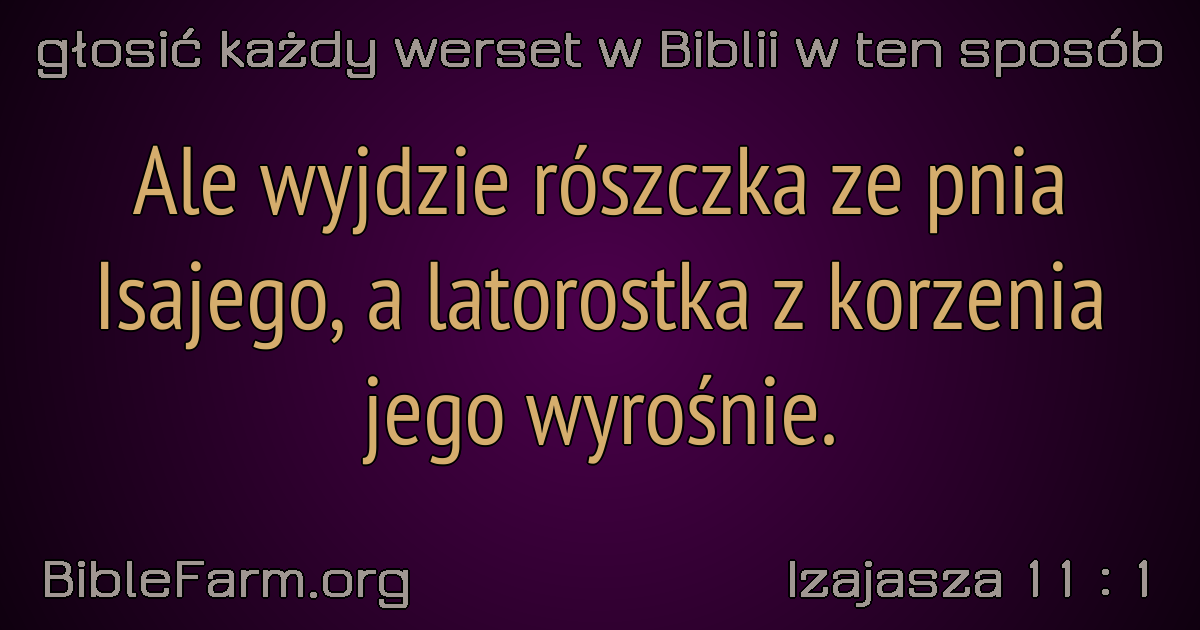 głosić każdy werset w Biblii w ten sposób
Ale wyjdzie rószczka ze pnia
Isajego, a latorostka z korzenia
jego wyrośnie.
BibleFarm.org
Izajasza 11 : 1